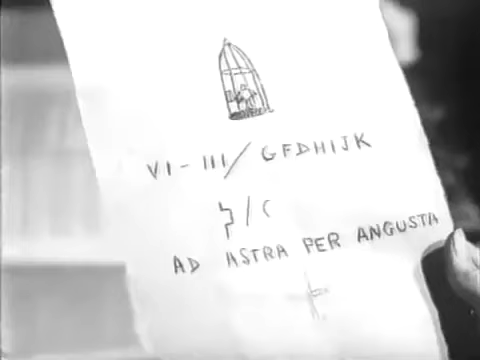 VI - III / GFDHIJK
/ C
AD ASTRA PER ANGUSTA